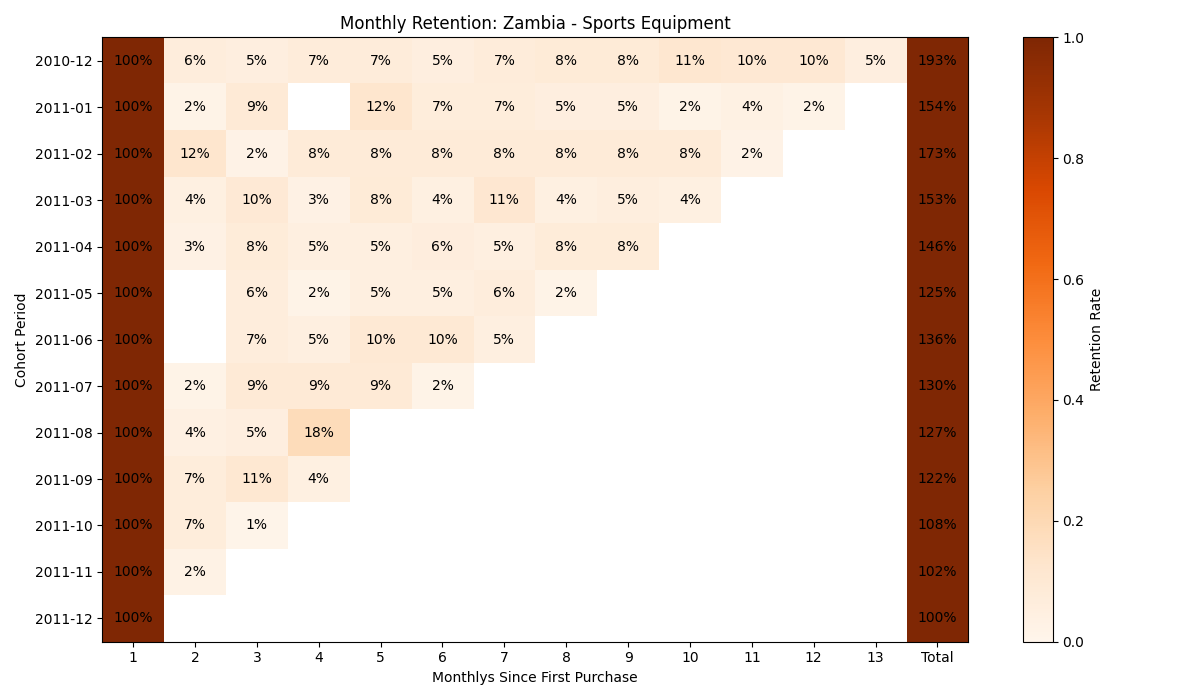 Monthly Retention: Zambia - Sports Equipment
2010-12 100% 6% 5% 7% 7% 5% 7% 8% 8% 11% 10% 10% 5% 193%
2011-01 100% 2% 9% 12% 7% 7% 5% 5% 2% 4% 2% 154%
2011-02 100% 12% 2% 8% 8% 8% 8% 8% 8% 8% 2% 173%
2011-03 100% 4% 10% 3% 8% 4% 11% 4% 5% 4% 153%
2011-04 100% 3% 8% 5% 5% 6% 5% 8% 8% 146%
2011-05 100% 6% 2% 5% 5% 6% 2% 125%
2011-06 100% 7% 5% 10% 10% 5% 136%
2011-07 100% 2% 9% 9% 9% 2% 130%
2011-08 100% 4% 5% 18% 127%
2011-09 100% 7% 11% 4% 122%
2011-10 100% 7% 1% 108%
2011-11 100% 2% 102%
2011-12 100% 100%
1 2 3 4 5 6 7 8 9 10 11 12 13 Total
Monthlys Since First Purchase
Cohort Period
1.0
0.8
0.6
0.4
0.2
0.0
Retention Rate